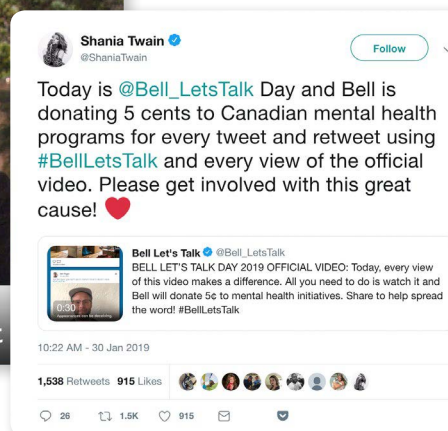 Shania Twain
@ShaniaTwain
Follow
Today is @Bell_LetsTalk Day and Bell is
donating 5 cents to Canadian mental health
programs for every tweet and retweet using
#BellLetsTalk and every view of the official
video. Please get involved with this great
cause! ❤️
Bell Let's Talk @Bell_LetsTalk
BELL LET'S TALK DAY 2019 OFFICIAL VIDEO: Today, every view
of this video makes a difference. All you need to do is watch it and
Bell will donate 5¢ to mental health initiatives. Share to help spread
the word! #BellLetsTalk
0:30
10:22 AM - 30 Jan 2019
1,538 Retweets 915 Likes
26 1.5K 915